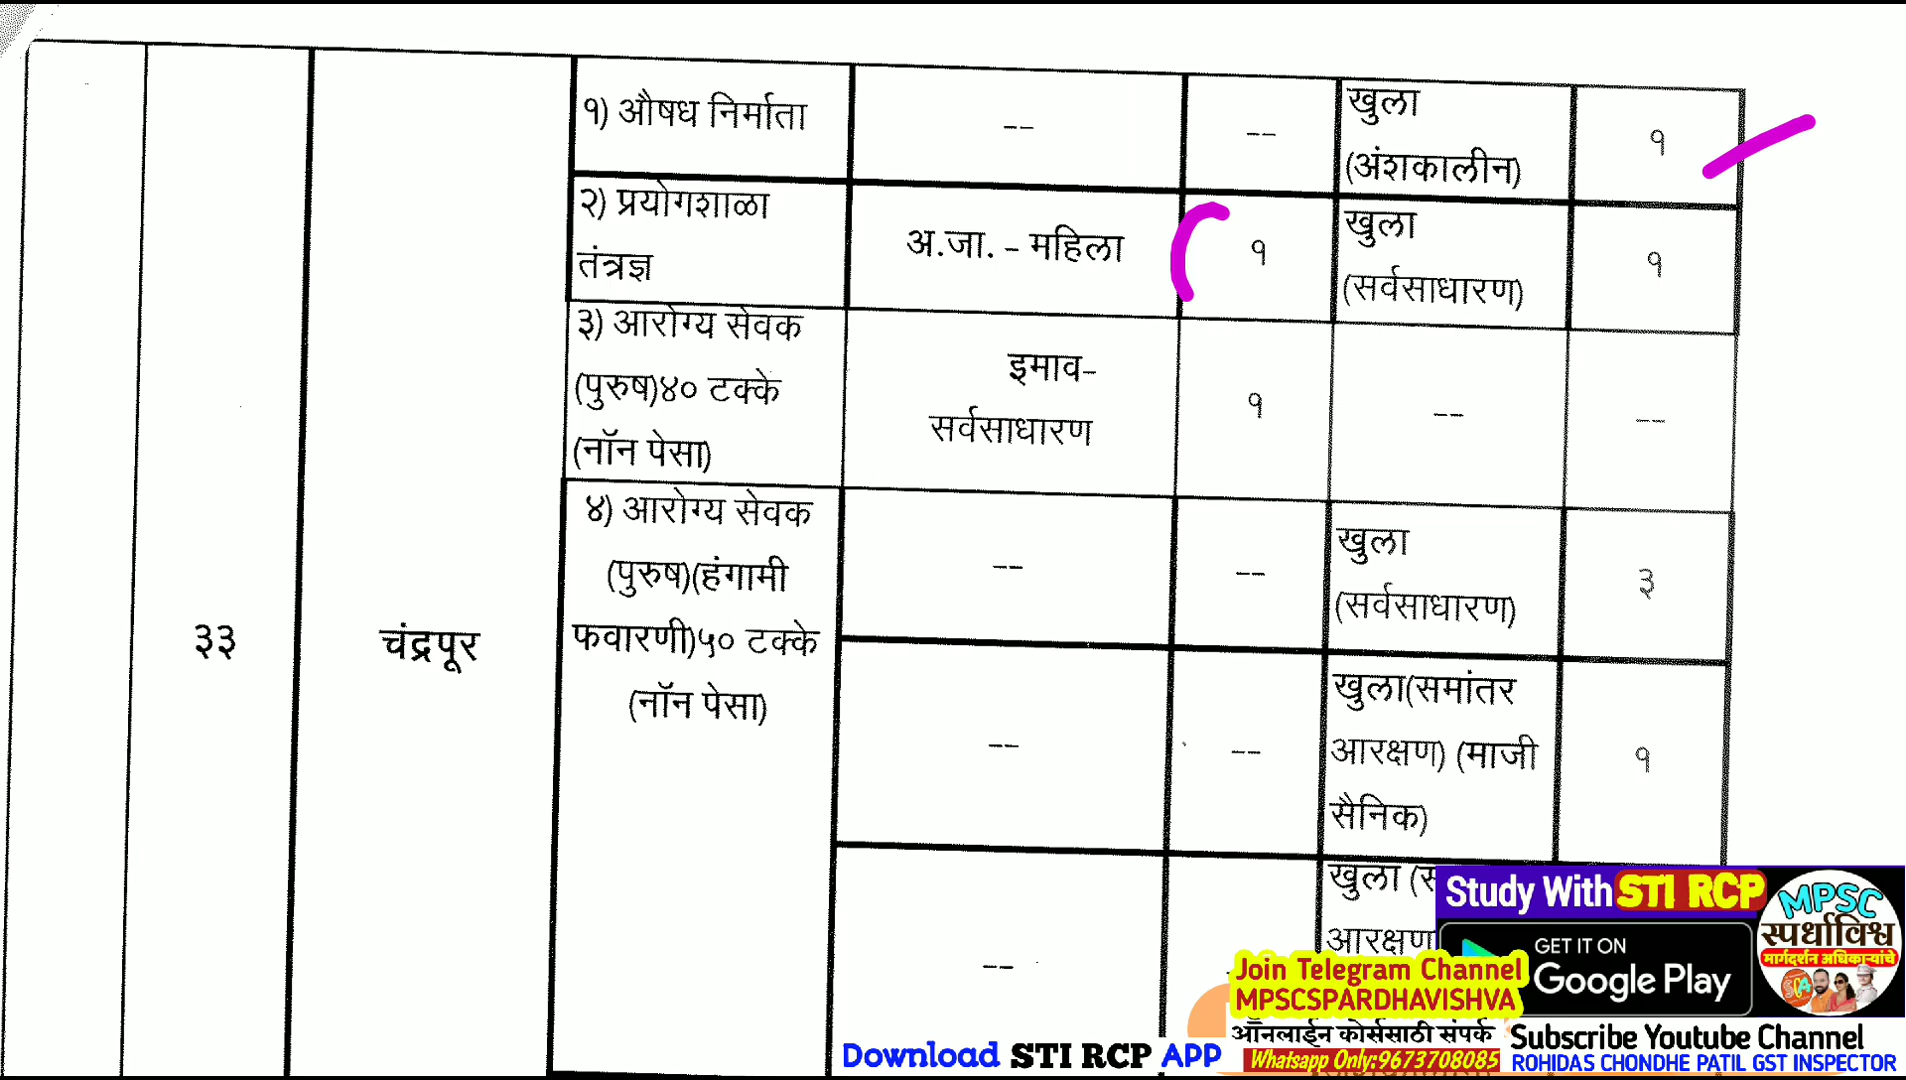 १) औषध निर्माता
--
--
खुला
(अंशकालीन)
१
२) प्रयोगशाळा
तंत्रज्ञ
अ.जा. - महिला
१
खुला
(सर्वसाधारण)
१
३) आरोग्य सेवक
(पुरुष)४० टक्के
(नॉन पेसा)
इमाव-
सर्वसाधारण
१
--
--
३३
चंद्रपूर
४) आरोग्य सेवक
(पुरुष)(हंगामी
फवारणी)५० टक्के
(नॉन पेसा)
--
--
खुला
(सर्वसाधारण)
३
--
--
खुला(समांतर
आरक्षण) (माजी
सैनिक)
१
--
खुला
आरक्षण
Study With STI RCP
GET IT ON
Google Play
MPSC
स्पर्धाविश्व
मार्गदर्शन अधिकाऱ्यांचे
Join Telegram Channel
MPSCSPARDHAVISHVA
ऑनलाईन कोर्ससाठी संपर्क
Whatsapp Only:9673708085
Download STI RCP APP
Subscribe Youtube Channel
ROHIDAS CHONDHE PATIL GST INSPECTOR